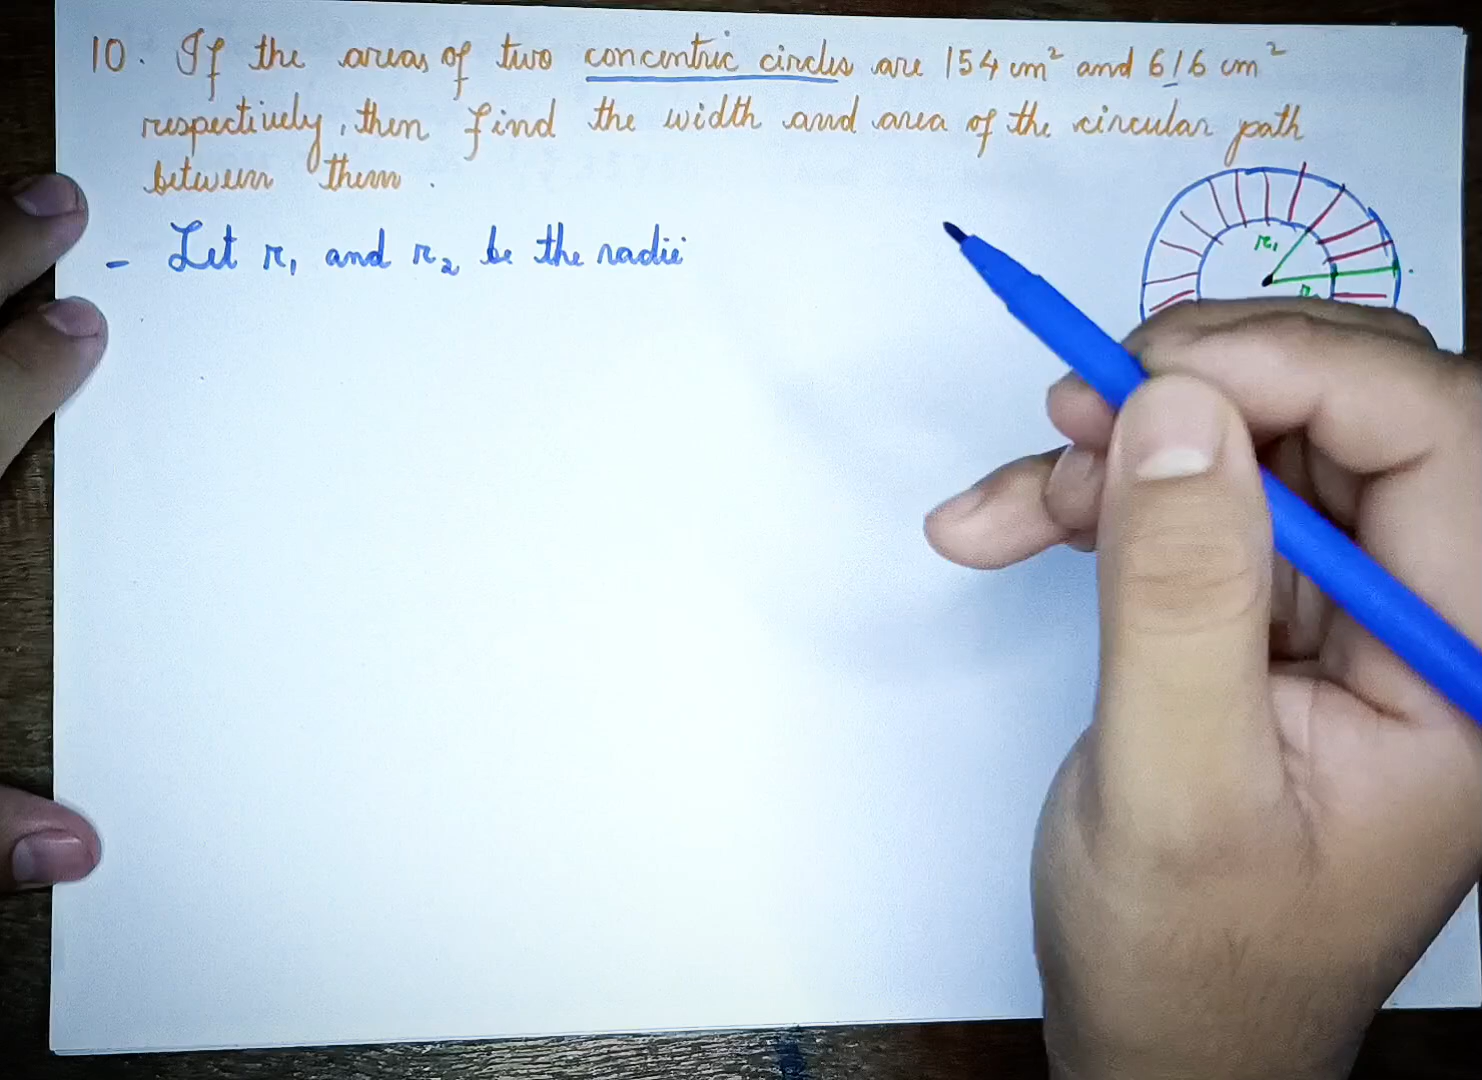 10. If the areas of two concentric circles are 154 cm² and 616 cm²
respectively, then find the width and area of the circular path
between them.
- Let r₁ and r₂ be the radii
r₁